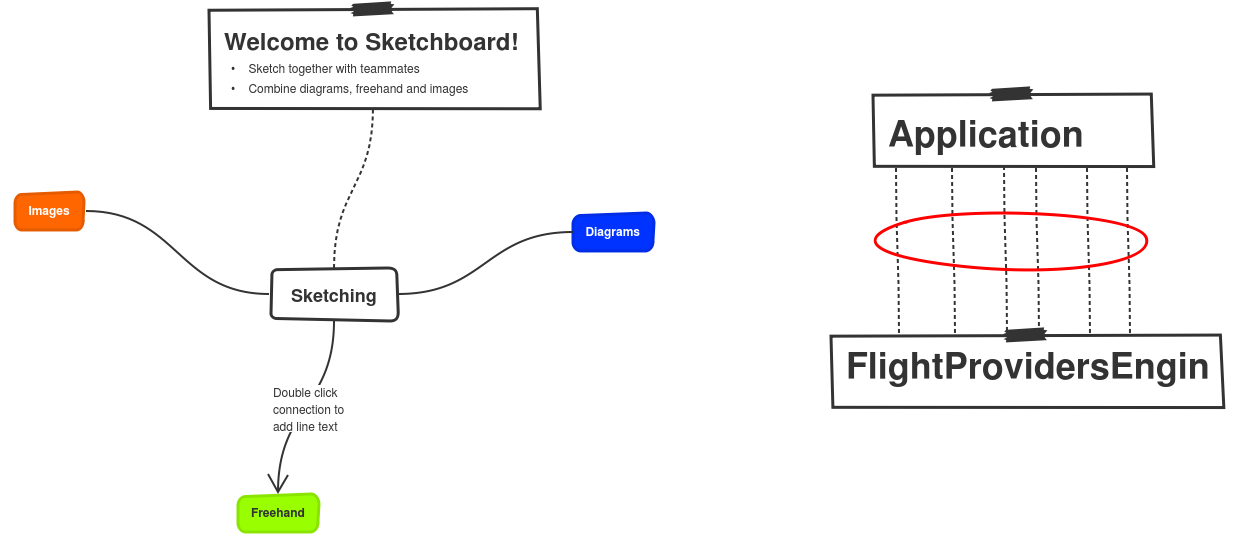 Welcome to Sketchboard!
• Sketch together with teammates
• Combine diagrams, freehand and images
Application
Images
Diagrams
Sketching
FlightProvidersEngin
Double click
connection to
add line text
Freehand